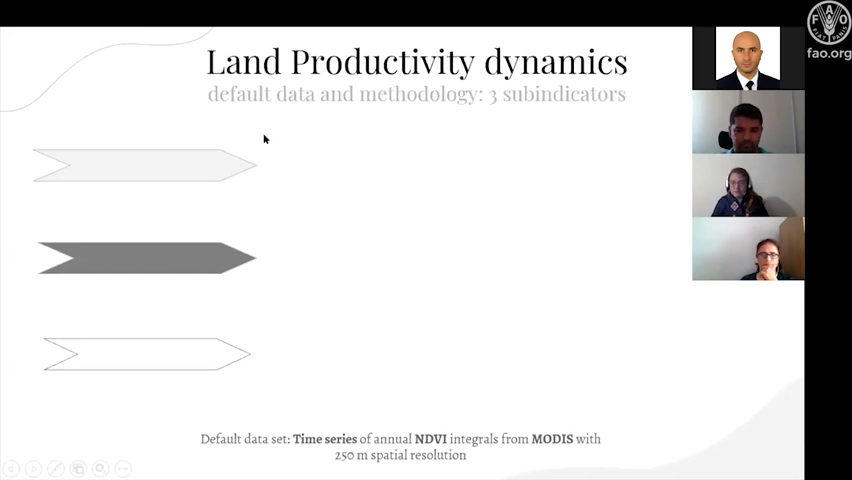 Land Productivity dynamics
default data and methodology: 3 subindicators
Default data set: Time series of annual NDVI integrals from MODIS with
250 m spatial resolution
FAO
fao.org